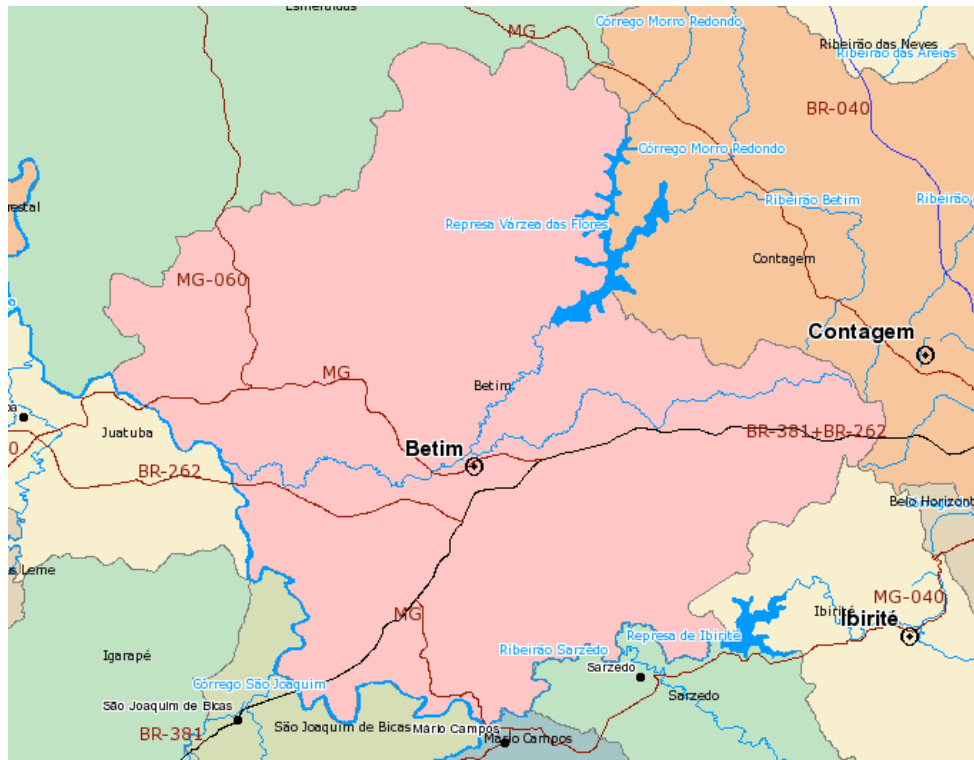 Esmeraldas
Córrego Morro Redondo
MG
Ribeirão das Neves
Ribeirão das Areias
BR-040
Córrego Morro Redondo
Ribeirão Betim
Represa Várzea das Flores
Contagem
MG-060
Contagem
MG
Betim
Juatuba
BR-381+BR-262
Betim
BR-262
Belo Horizont
MG-040
Ibirité
Ibirité
Represa de Ibirité
Ribeirão Sarzedo
Igarapé
Sarzedo
MG
Córrego São Joaquim
Sarzedo
São Joaquim de Bicas
São Joaquim de Bicas
Mário Campos
BR-381
Mário Campos